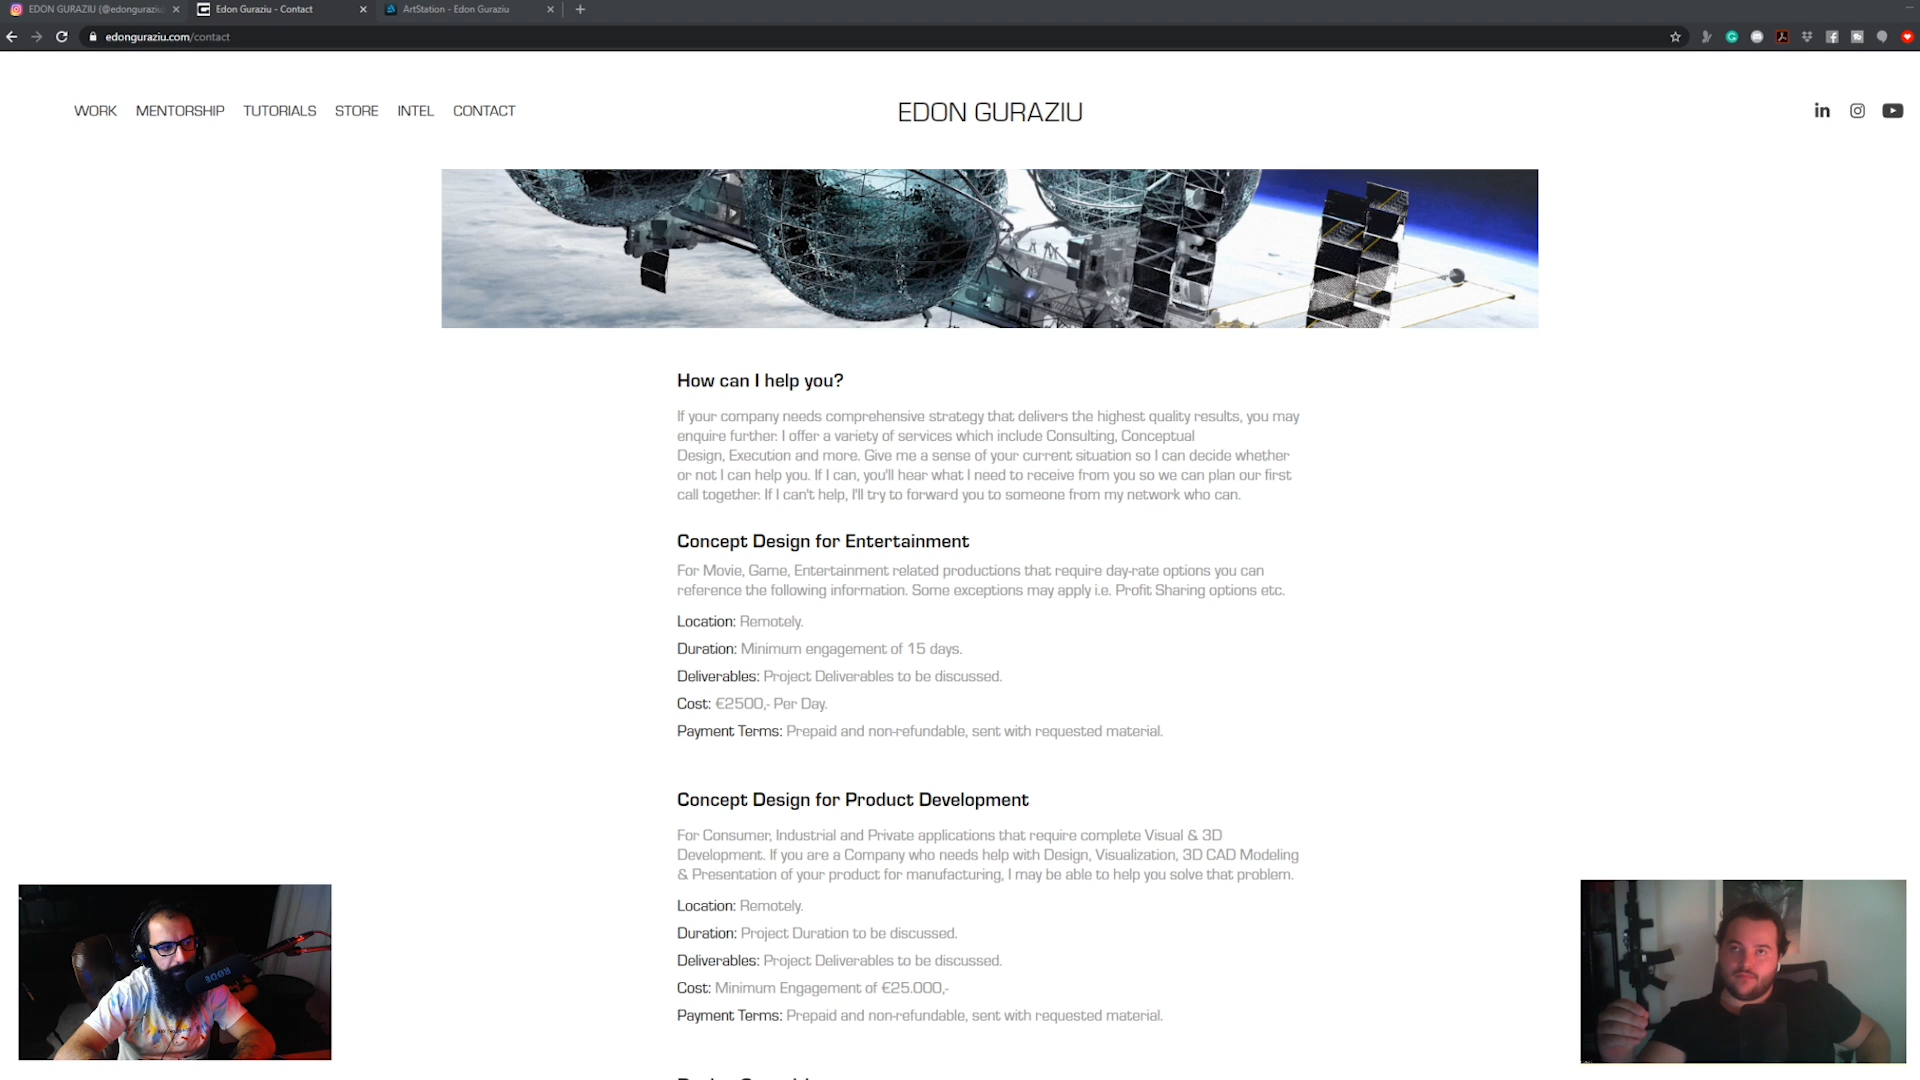 EDON GURAZIU (@edonguraziu)
Edon Guraziu - Contact
ArtStation - Edon Guraziu
edonguraziu.com/contact
WORK MENTORSHIP TUTORIALS STORE INTEL CONTACT
EDON GURAZIU
How can I help you?
If your company needs comprehensive strategy that delivers the highest quality results, you may
enquire further. I offer a variety of services which include Consulting, Conceptual
Design, Execution and more. Give me a sense of your current situation so I can decide whether
or not I can help you. If I can, you'll hear what I need to receive from you so we can plan our first
call together. If I can't help, I'll try to forward you to someone from my network who can.
Concept Design for Entertainment
For Movie, Game, Entertainment related productions that require day-rate options you can
reference the following information. Some exceptions may apply i.e. Profit Sharing options etc.
Location: Remotely.
Duration: Minimum engagement of 15 days.
Deliverables: Project Deliverables to be discussed.
Cost: €2500,- Per Day.
Payment Terms: Prepaid and non-refundable, sent with requested material.
Concept Design for Product Development
For Consumer, Industrial and Private applications that require complete Visual & 3D
Development. If you are a Company who needs help with Design, Visualization, 3D CAD Modeling
& Presentation of your product for manufacturing, I may be able to help you solve that problem.
Location: Remotely.
Duration: Project Duration to be discussed.
Deliverables: Project Deliverables to be discussed.
Cost: Minimum Engagement of €25.000,-
Payment Terms: Prepaid and non-refundable, sent with requested material.
RØDE